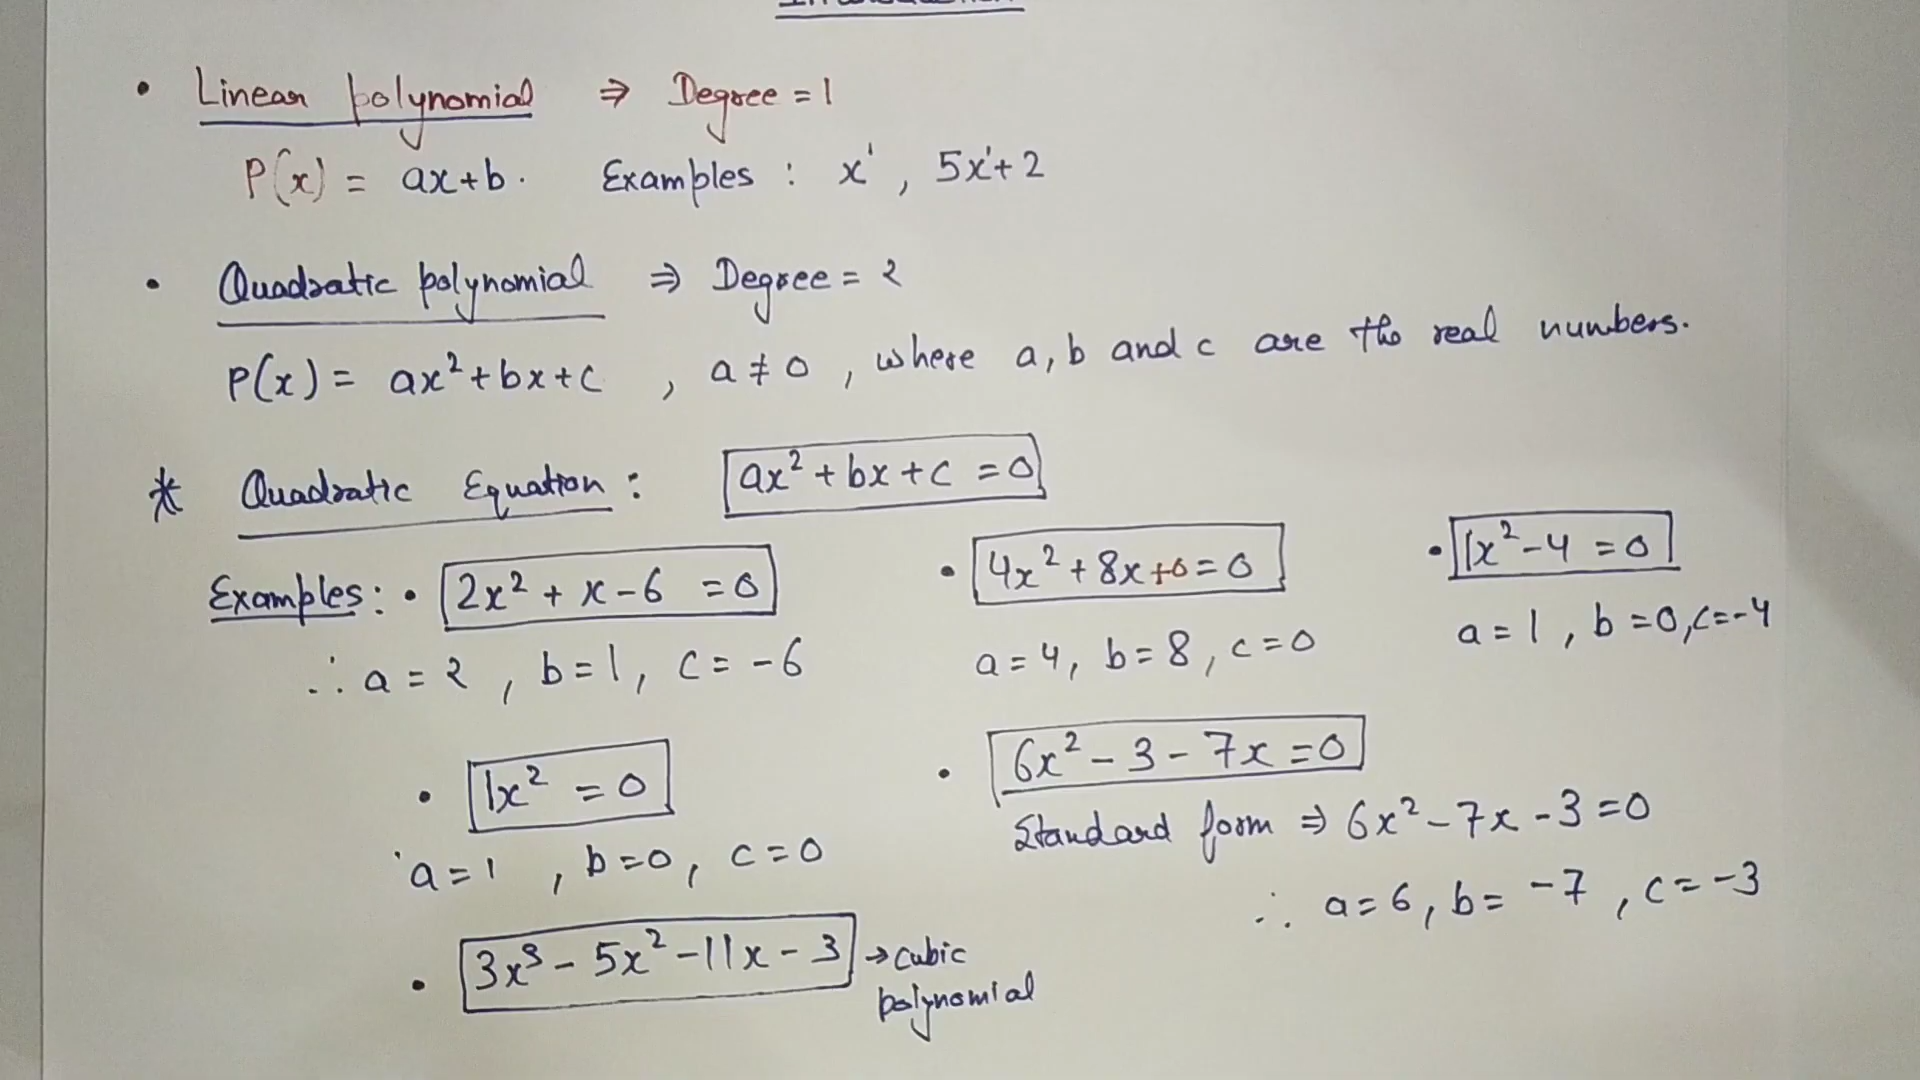 • Linear polynomial ⇒ Degree = 1
P(x) = ax+b. Examples : x¹, 5x¹+2
• Quadratic polynomial ⇒ Degree = 2
P(x) = ax²+bx+c , a ≠ 0 , where a, b and c are the real numbers.
* Quadratic Equation : ax² + bx + c = 0
Examples : • 2x² + x - 6 = 0 • 4x² + 8x + 0 = 0 • 1x² - 4 = 0
∴ a = 2 , b = 1, c = -6 a = 4, b = 8, c = 0 a = 1 , b = 0, c = -4
• 1x² = 0 • 6x² - 3 - 7x = 0
a = 1 , b = 0, c = 0 Standard form ⇒ 6x² - 7x - 3 = 0
∴ a = 6, b = -7 , c = -3
• 3x³ - 5x² - 11x - 3 → cubic
polynomial